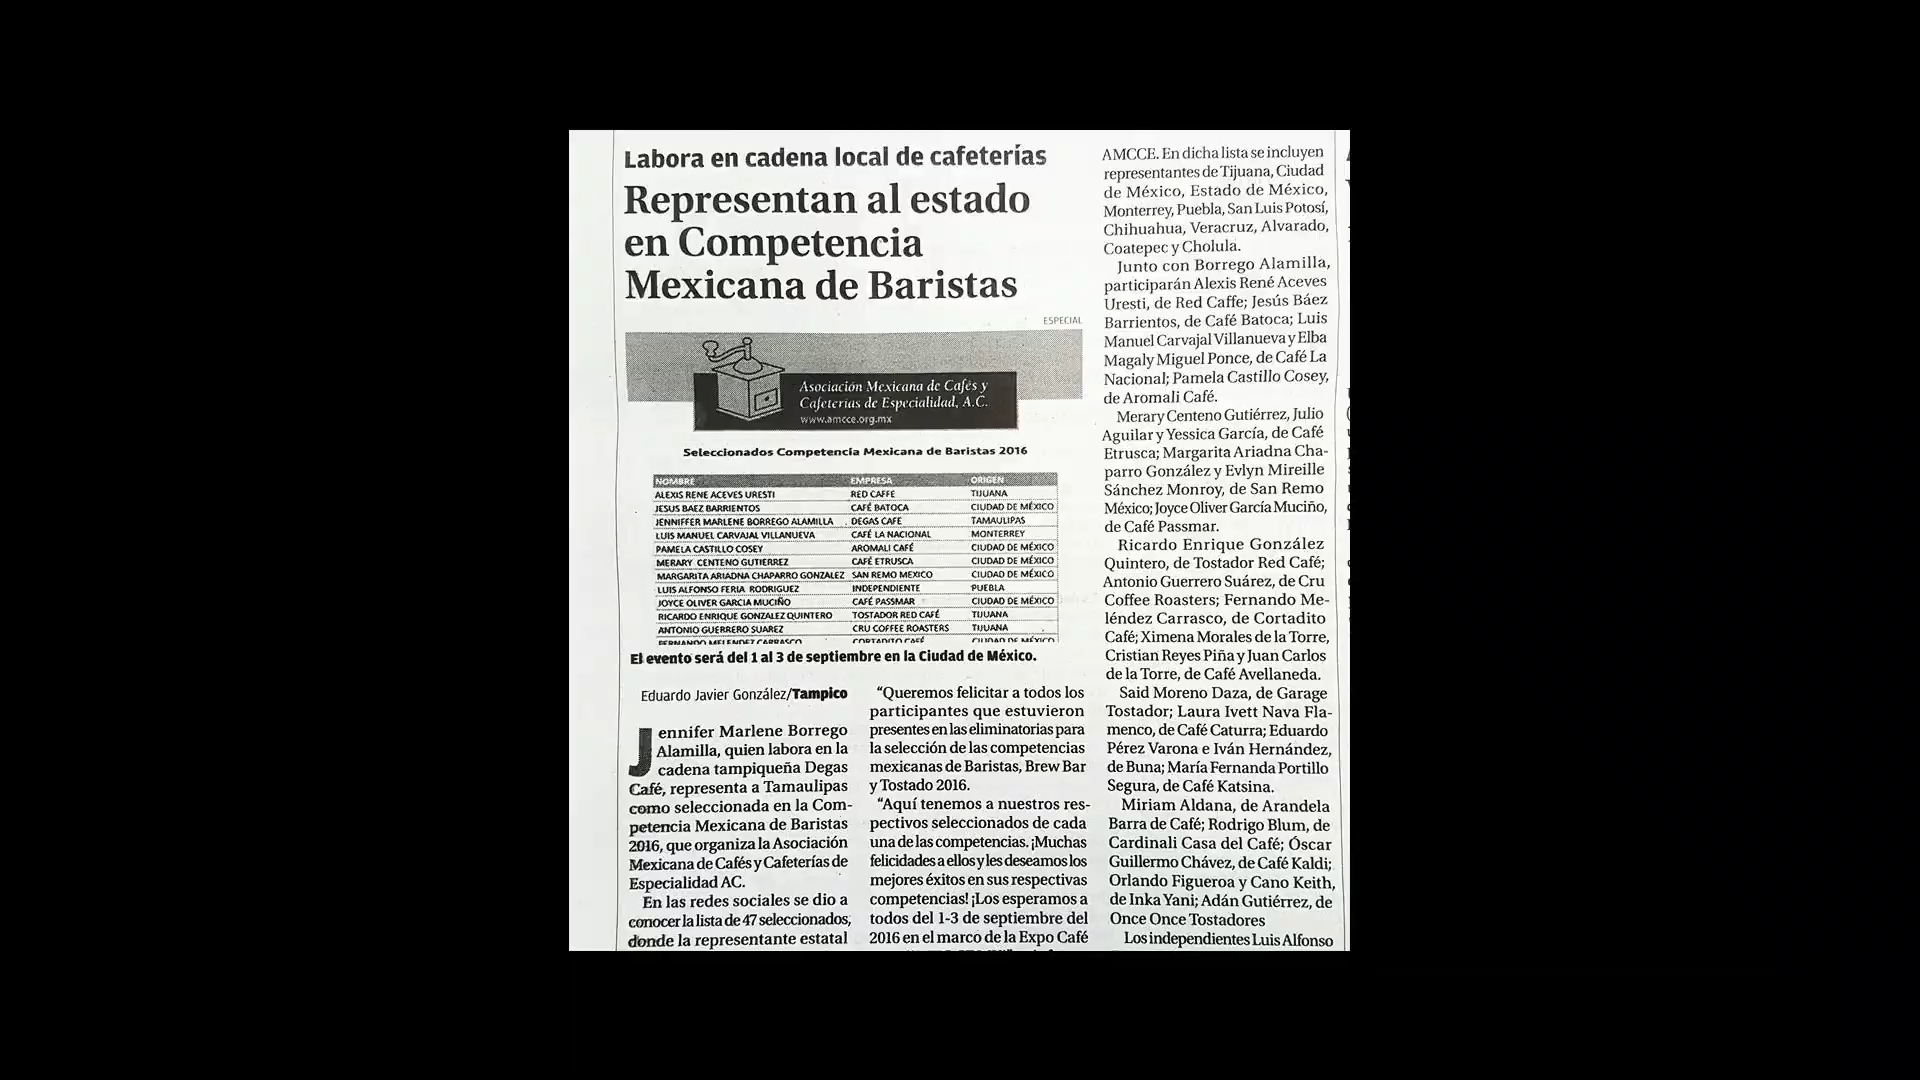 Labora en cadena local de cafeterías
Representan al estado
en Competencia
Mexicana de Baristas
ESPECIAL
Asociación Mexicana de Cafés y
Cafeterías de Especialidad, A.C.
www.amcce.org.mx
Seleccionados Competencia Mexicana de Baristas 2016
NOMBRE EMPRESA ORIGEN
ALEXIS RENE ACEVES URESTI RED CAFFE TIJUANA
JESUS BAEZ BARRIENTOS CAFÉ BATOCA CIUDAD DE MÉXICO
JENNIFFER MARLENE BORREGO ALAMILLA DEGAS CAFE TAMAULIPAS
LUIS MANUEL CARVAJAL VILLANUEVA CAFÉ LA NACIONAL MONTERREY
PAMELA CASTILLO COSEY AROMALI CAFÉ CIUDAD DE MÉXICO
MERARY CENTENO GUTIERREZ CAFÉ ETRUSCA CIUDAD DE MÉXICO
MARGARITA ARIADNA CHAPARRO GONZALEZ SAN REMO MEXICO CIUDAD DE MÉXICO
LUIS ALFONSO FERIA RODRIGUEZ INDEPENDIENTE PUEBLA
JOYCE OLIVER GARCIA MUCIÑO CAFÉ PASSMAR CIUDAD DE MÉXICO
RICARDO ENRIQUE GONZALEZ QUINTERO TOSTADOR RED CAFÉ TIJUANA
ANTONIO GUERRERO SUAREZ CRU COFFEE ROASTERS TIJUANA
FERNANDO MELENDEZ CARRASCO CORTADITO CAFÉ CIUDAD DE MÉXICO
El evento será del 1 al 3 de septiembre en la Ciudad de México.
Eduardo Javier González/Tampico
Jennifer Marlene Borrego
Alamilla, quien labora en la
cadena tampiqueña Degas
Café, representa a Tamaulipas
como seleccionada en la Com-
petencia Mexicana de Baristas
2016, que organiza la Asociación
Mexicana de Cafés y Cafeterías de
Especialidad AC.
En las redes sociales se dio a
conocer la lista de 47 seleccionados,
donde la representante estatal
“Queremos felicitar a todos los
participantes que estuvieron
presentes en las eliminatorias para
la selección de las competencias
mexicanas de Baristas, Brew Bar
y Tostado 2016.
“Aquí tenemos a nuestros res-
pectivos seleccionados de cada
una de las competencias. ¡Muchas
felicidades a ellos y les deseamos los
mejores éxitos en sus respectivas
competencias! ¡Los esperamos a
todos del 1-3 de septiembre del
2016 en el marco de la Expo Café
AMCCE. En dicha lista se incluyen
representantes de Tijuana, Ciudad
de México, Estado de México,
Monterrey, Puebla, San Luis Potosí,
Chihuahua, Veracruz, Alvarado,
Coatepec y Cholula.
Junto con Borrego Alamilla,
participarán Alexis René Aceves
Uresti, de Red Caffe; Jesús Báez
Barrientos, de Café Batoca; Luis
Manuel Carvajal Villanueva y Elba
Magaly Miguel Ponce, de Café La
Nacional; Pamela Castillo Cosey,
de Aromali Café.
Merary Centeno Gutiérrez, Julio
Aguilar y Yessica García, de Café
Etrusca; Margarita Ariadna Cha-
parro González y Evlyn Mireille
Sánchez Monroy, de San Remo
México; Joyce Oliver García Muciño,
de Café Passmar.
Ricardo Enrique González
Quintero, de Tostador Red Café;
Antonio Guerrero Suárez, de Cru
Coffee Roasters; Fernando Me-
léndez Carrasco, de Cortadito
Café; Ximena Morales de la Torre,
Cristian Reyes Piña y Juan Carlos
de la Torre, de Café Avellaneda.
Said Moreno Daza, de Garage
Tostador; Laura Ivett Nava Fla-
menco, de Café Caturra; Eduardo
Pérez Varona e Iván Hernández,
de Buna; María Fernanda Portillo
Segura, de Café Katsina.
Miriam Aldana, de Arandela
Barra de Café; Rodrigo Blum, de
Cardinali Casa del Café; Óscar
Guillermo Chávez, de Café Kaldi;
Orlando Figueroa y Cano Keith,
de Inka Yani; Adán Gutiérrez, de
Once Once Tostadores
Los independientes Luis Alfonso